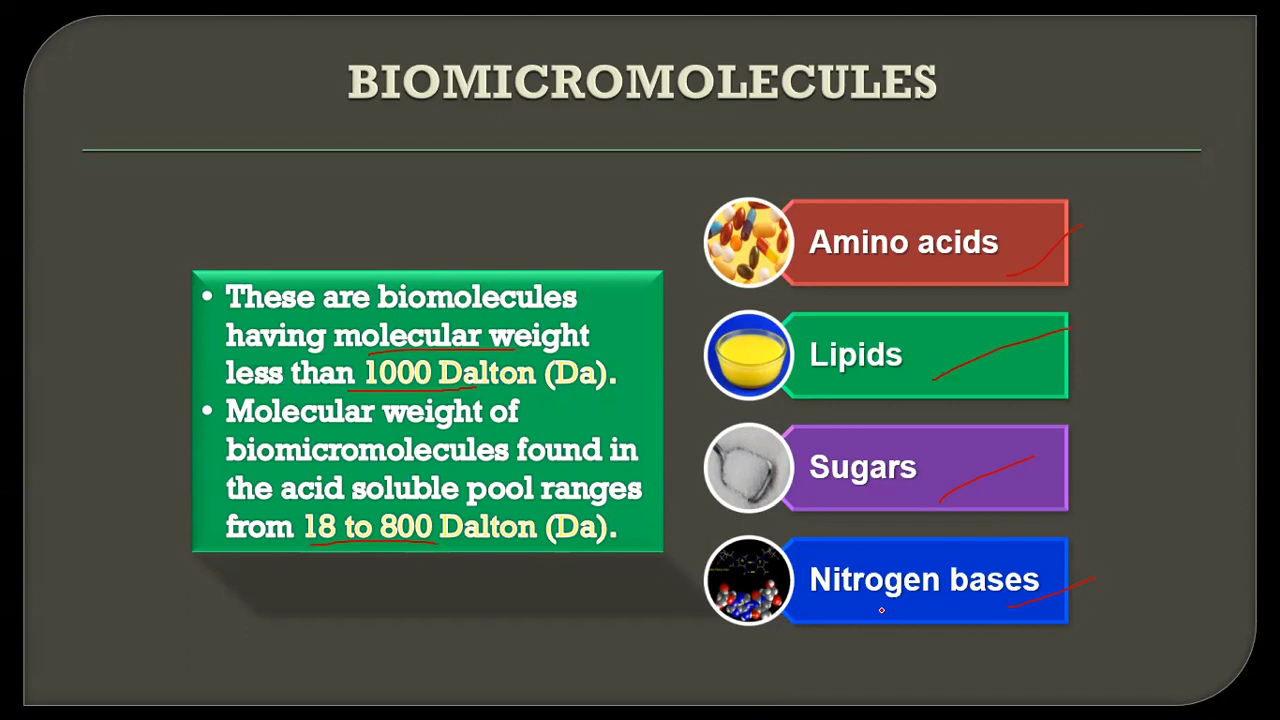 BIOMICROMOLECULES
• These are biomolecules
having molecular weight
less than 1000 Dalton (Da).
• Molecular weight of
biomicromolecules found in
the acid soluble pool ranges
from 18 to 800 Dalton (Da).
Amino acids
Lipids
Sugars
Nitrogen bases